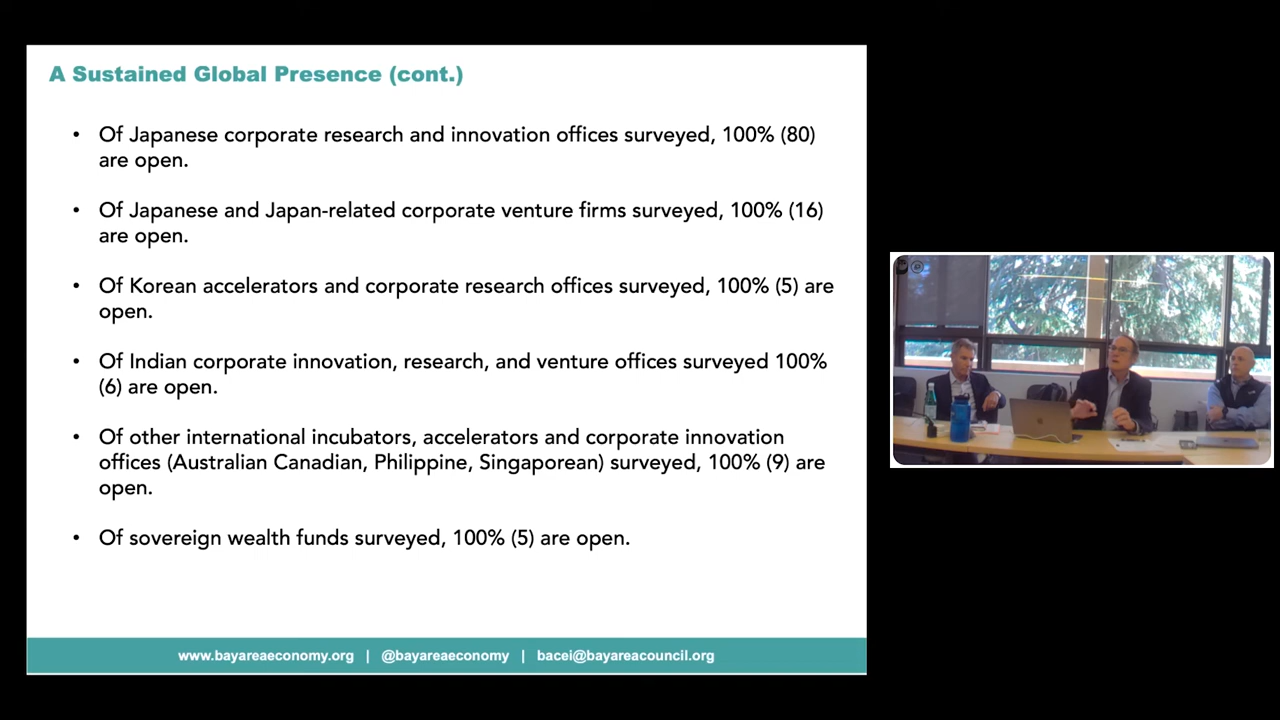 A Sustained Global Presence (cont.)
• Of Japanese corporate research and innovation offices surveyed, 100% (80)
are open.
• Of Japanese and Japan-related corporate venture firms surveyed, 100% (16)
are open.
• Of Korean accelerators and corporate research offices surveyed, 100% (5) are
open.
• Of Indian corporate innovation, research, and venture offices surveyed 100%
(6) are open.
• Of other international incubators, accelerators and corporate innovation
offices (Australian Canadian, Philippine, Singaporean) surveyed, 100% (9) are
open.
• Of sovereign wealth funds surveyed, 100% (5) are open.
www.bayareaeconomy.org | @bayareaeconomy | bacei@bayareacouncil.org